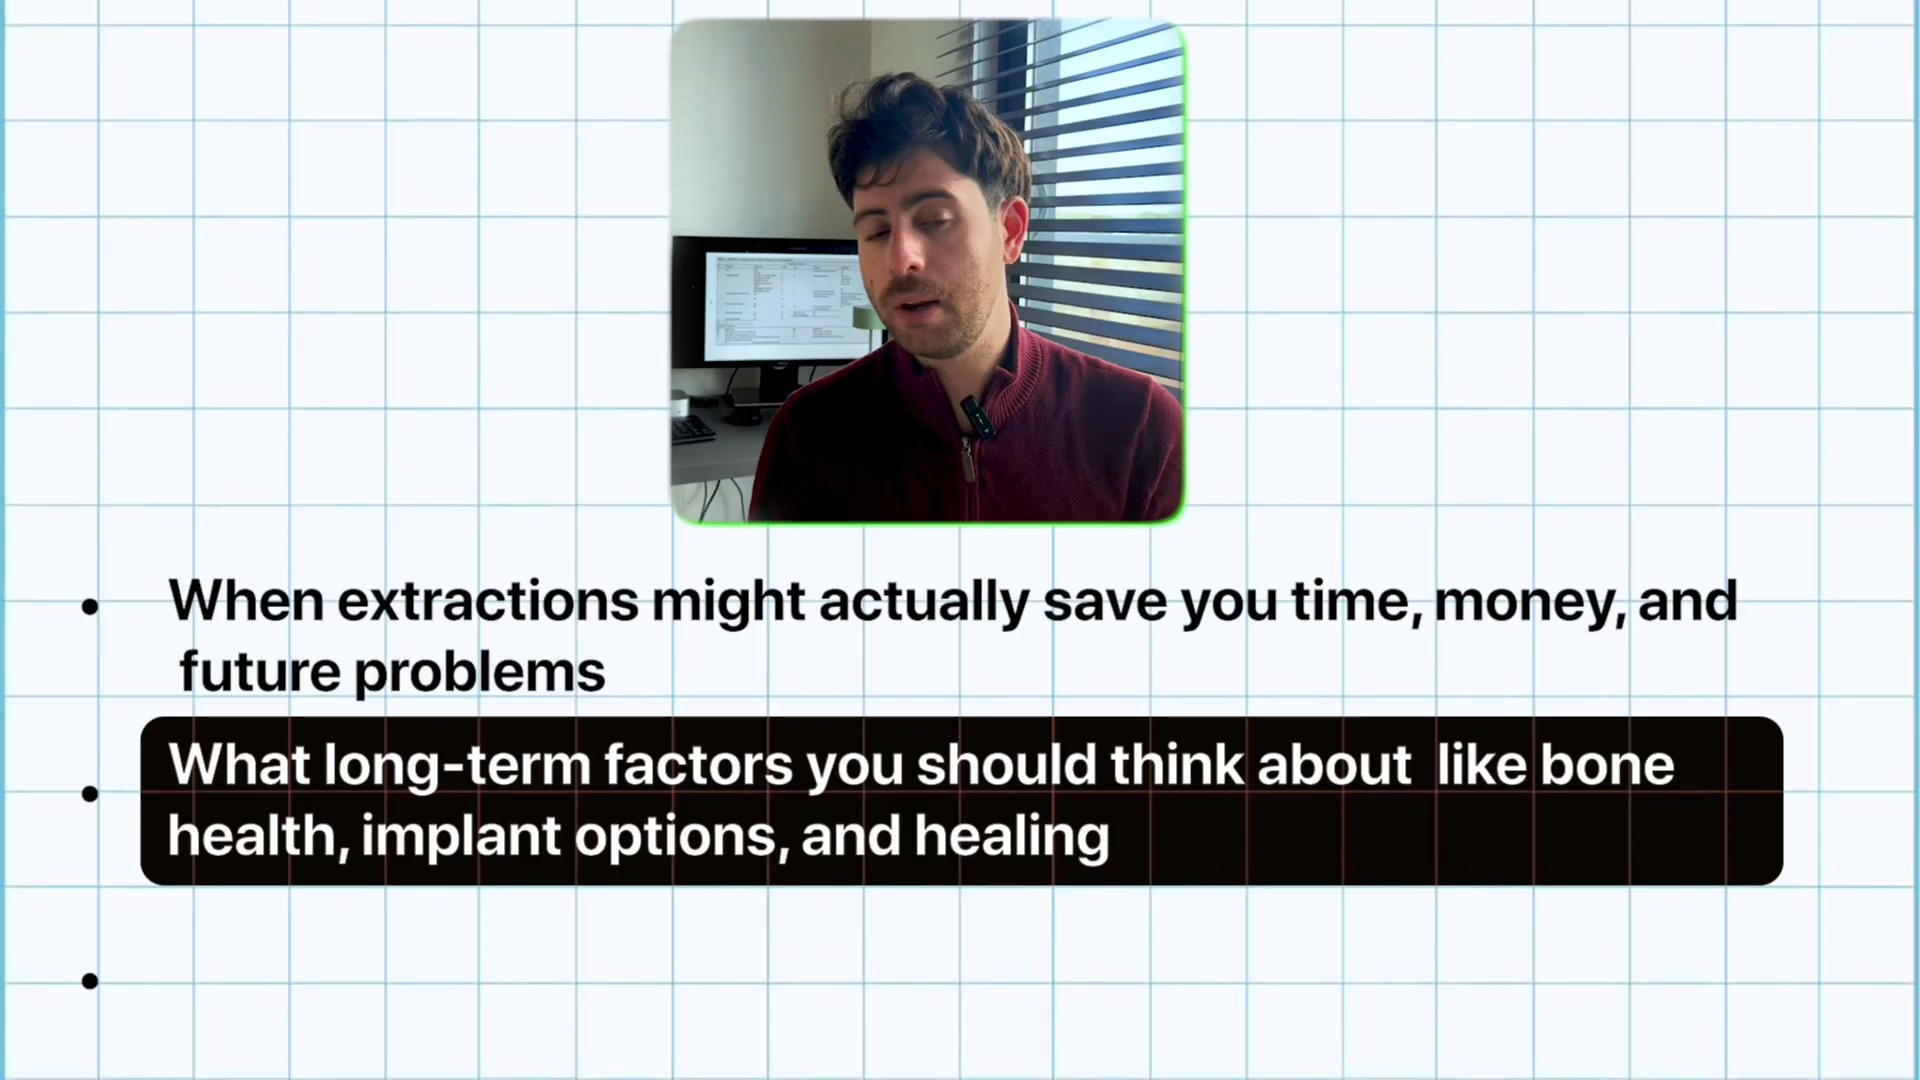 When extractions might actually save you time, money, and
future problems
What long-term factors you should think about like bone
health, implant options, and healing